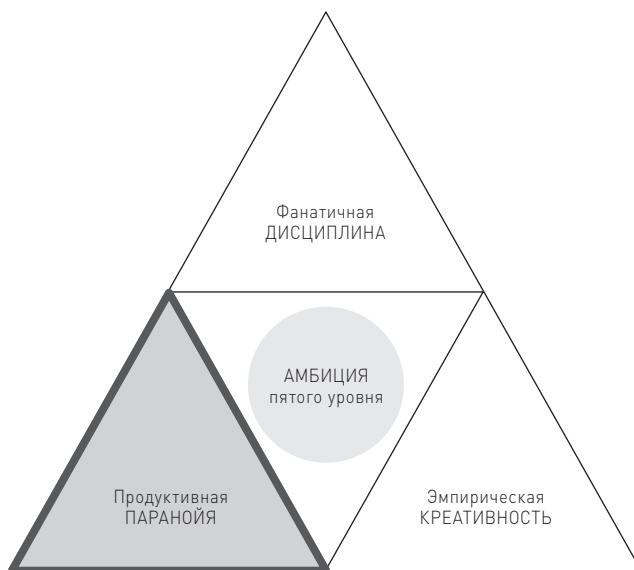 Фанатичная
ДИСЦИПЛИНА
АМБИЦИЯ
пятого уровня
Продуктивная
ПАРАНОЙЯ
Эмпирическая
КРЕАТИВНОСТЬ